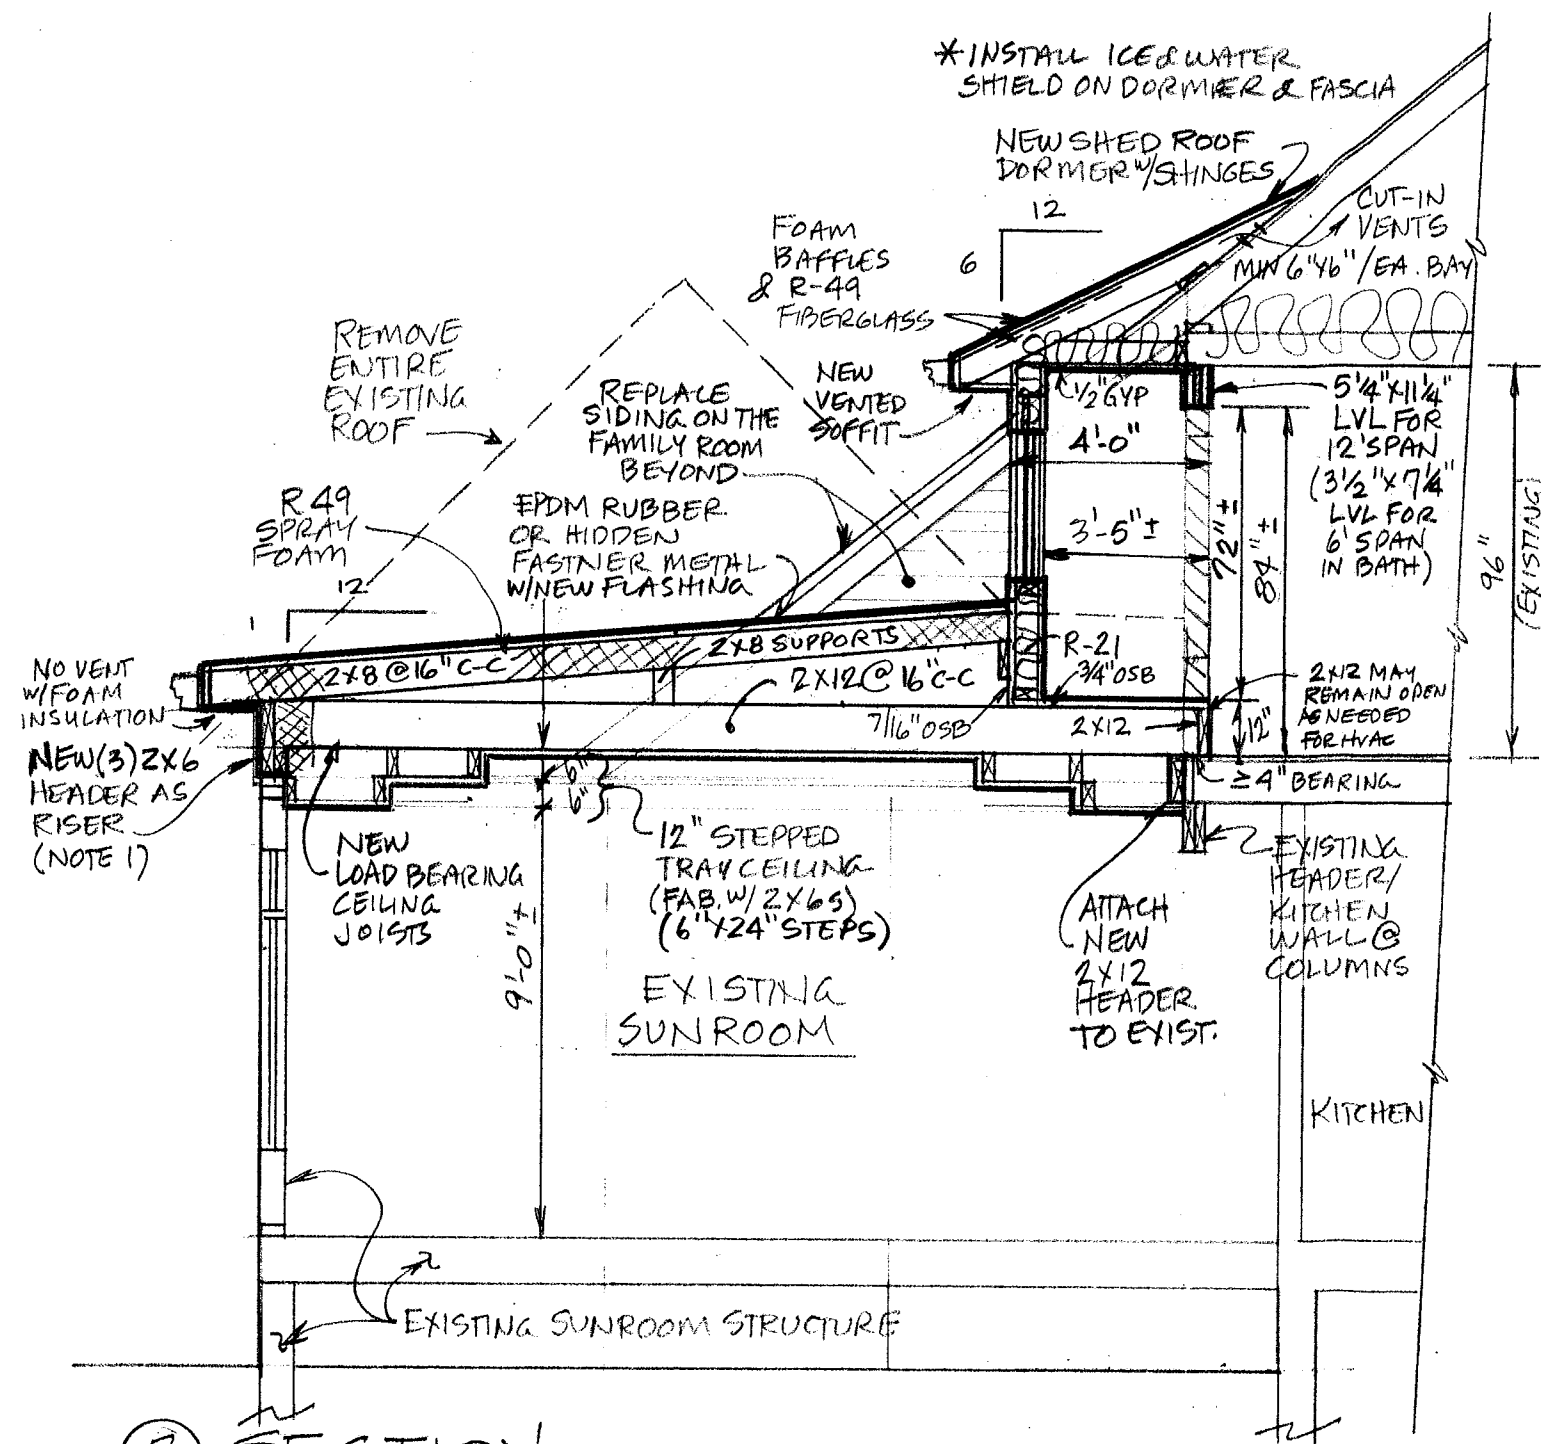 *INSTALL ICE & WATER
SHIELD ON DORMER & FASCIA
NEW SHED ROOF
DORMER W/SHINGES
12
6
CUT-IN
VENTS
MIN 6"X6"/EA. BAY
FOAM
BAFFLES
& R-49
FIBERGLASS
REMOVE
ENTIRE
EXISTING
ROOF
REPLACE
SIDING ON THE
FAMILY ROOM
BEYOND
NEW
VENTED
SOFFIT
1/2" GYP
4'-0"
5 1/4" X 11 1/4"
LVL FOR
12' SPAN
(3 1/2" X 7 1/4"
LVL FOR
6' SPAN
IN BATH)
R 49
SPRAY
FOAM
EPDM RUBBER
OR HIDDEN
FASTNER METAL
W/NEW FLASHING
3'-5" ±
72" ±
84" ±
96"
(EXISTING)
12
1
2X8 @ 16" C-C
2X8 SUPPORTS
2X12 @ 16" C-C
R-21
3/4" OSB
7/16" OSB
2X12
12"
2X12 MAY
REMAIN OPEN
AS NEEDED
FOR HVAC
≥4" BEARING
NO VENT
W/FOAM
INSULATION
NEW (3) 2X6
HEADER AS
RISER
(NOTE 1)
NEW
LOAD BEARING
CEILING
JOISTS
6"
6"
12" STEPPED
TRAY CEILING
(FAB. W/ 2X6S)
(6" X 24" STEPS)
9'-0" ±
EXISTING
SUNROOM
ATTACH
NEW
2X12
HEADER
TO EXIST.
EXISTING
HEADER/
KITCHEN
WALL @
COLUMNS
KITCHEN
EXISTING SUNROOM STRUCTURE
SECTION